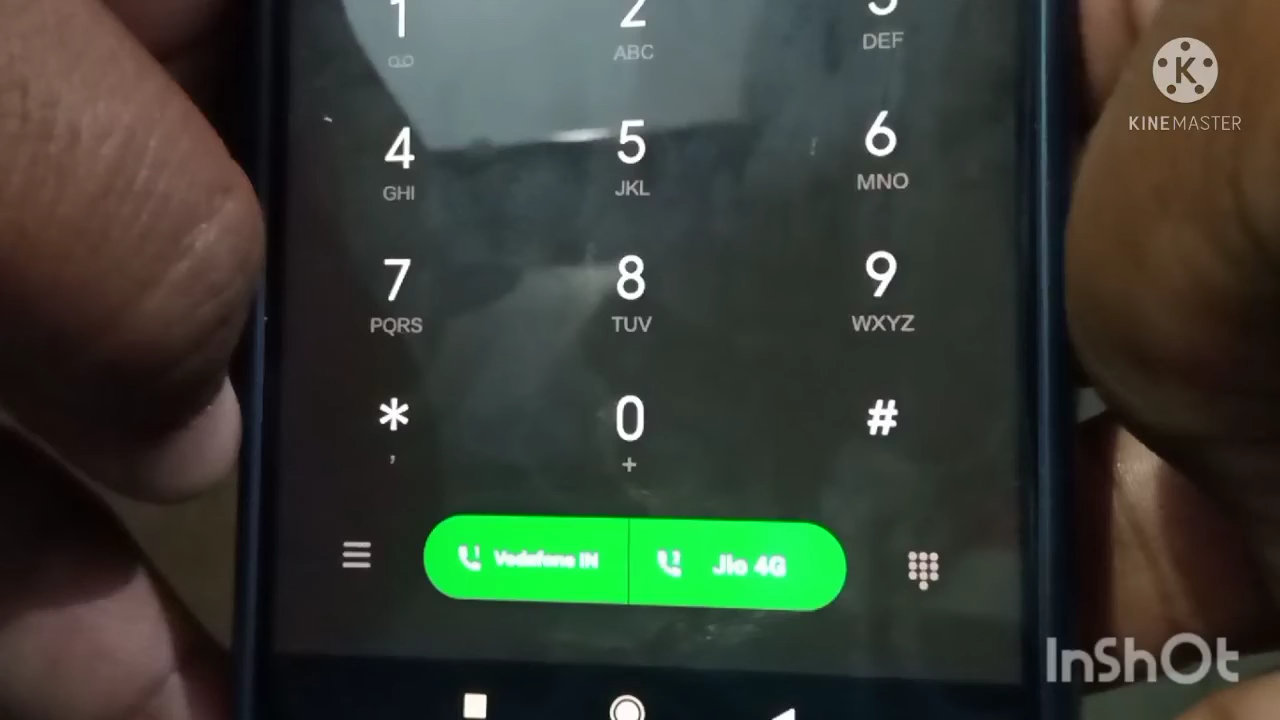 1 2 3
ABC DEF
KINEMASTER
4 5 6
GHI JKL MNO
7 8 9
PQRS TUV WXYZ
* 0 #
, +
Vodafone IN Jio 4G
InShOt